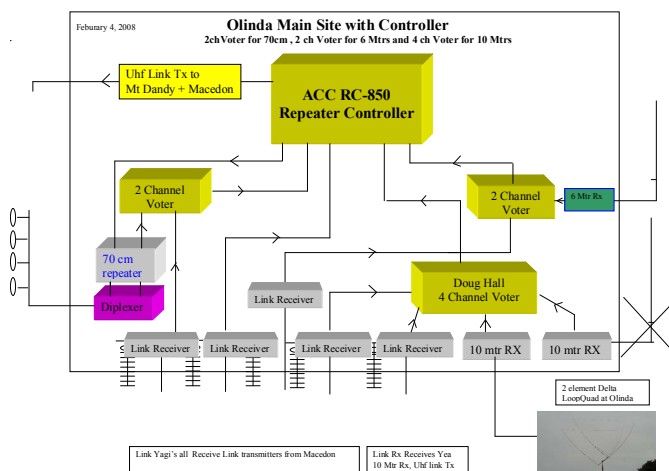 Feburary 4, 2008
Olinda Main Site with Controller
2chVoter for 70cm , 2 ch Voter for 6 Mtrs and 4 ch Voter for 10 Mtrs
Uhf Link Tx to
Mt Dandy + Macedon
ACC RC-850
Repeater Controller
2 Channel
Voter
2 Channel
Voter
6 Mtr Rx
70 cm
repeater
Diplexer
Link Receiver
Doug Hall
4 Channel Voter
Link Receiver
Link Receiver
Link Receiver
Link Receiver
10 mtr RX
10 mtr RX
2 element Delta
LoopQuad at Olinda
Link Yagi's all Receive Link transmitters from Macedon
Link Rx Receives Yea
10 Mtr Rx, Uhf link Tx